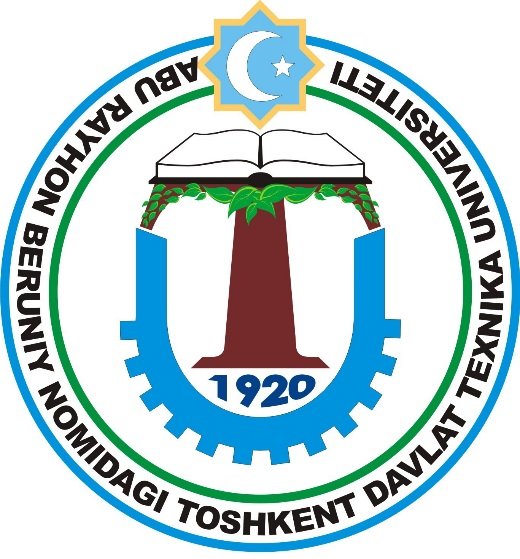 ABU RAYHON BERUNIY NOMIDAGI TOSHKENT DAVLAT TEXNIKA UNIVERSITETI
1920